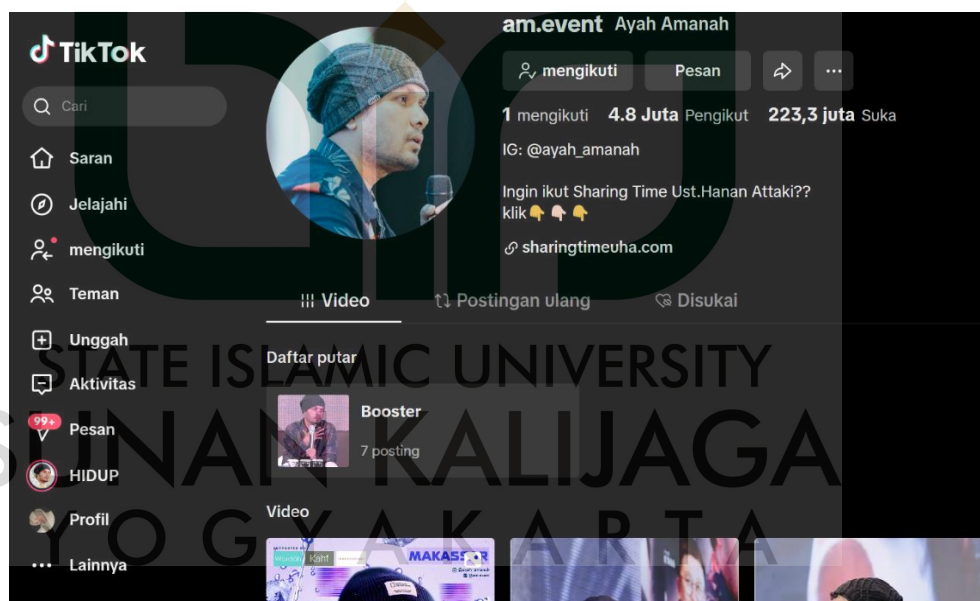 am.event Ayah Amanah
TikTok
mengikuti Pesan ...
Cari
1 mengikuti 4.8 Juta Pengikut 223,3 juta Suka
IG: @ayah_amanah
Saran
Ingin ikut Sharing Time Ust.Hanan Attaki??
klik👇👇🏻👇
Jelajahi
sharingtimeuha.com
mengikuti
Teman
Video Postingan ulang Disukai
Unggah
STATE ISLAMIC UNIVERSITY
Daftar putar
Aktivitas
Booster
99+
Pesan
7 posting
SUNAN KALIJAGA
HIDUP
Video
Profil
YOGYAKARTA
Kahf
MAKASSAR
... Lainnya